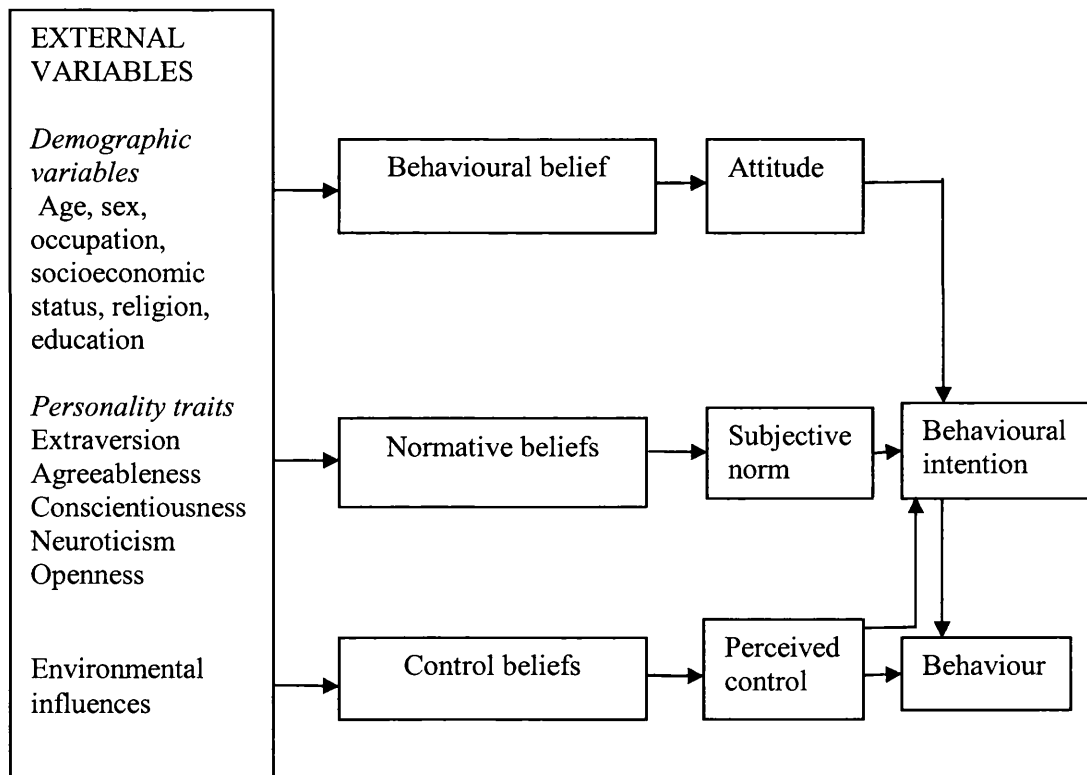 EXTERNAL
VARIABLES
Demographic
variables
Age, sex,
occupation,
socioeconomic
status, religion,
education
Personality traits
Extraversion
Agreeableness
Conscientiousness
Neuroticism
Openness
Environmental
influences
Behavioural belief
Attitude
Normative beliefs
Subjective
norm
Behavioural
intention
Control beliefs
Perceived
control
Behaviour